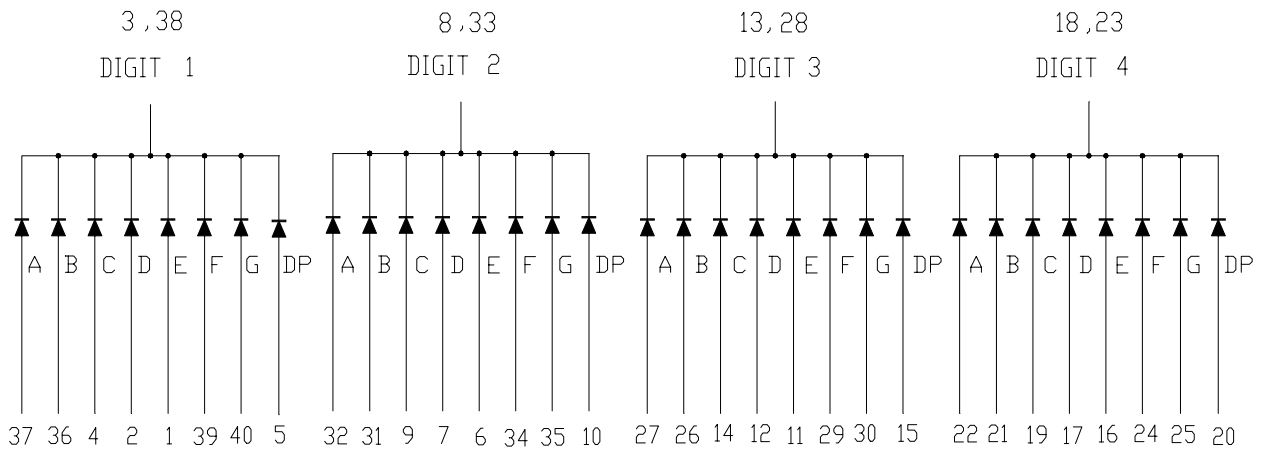 3 ,38 8 ,33 13 ,28 18 ,23
DIGIT 1 DIGIT 2 DIGIT 3 DIGIT 4
A B C D E F G DP A B C D E F G DP A B C D E F G DP A B C D E F G DP
37 36 4 2 1 39 40 5 32 31 9 7 6 34 35 10 27 26 14 12 11 29 30 15 22 21 19 17 16 24 25 20